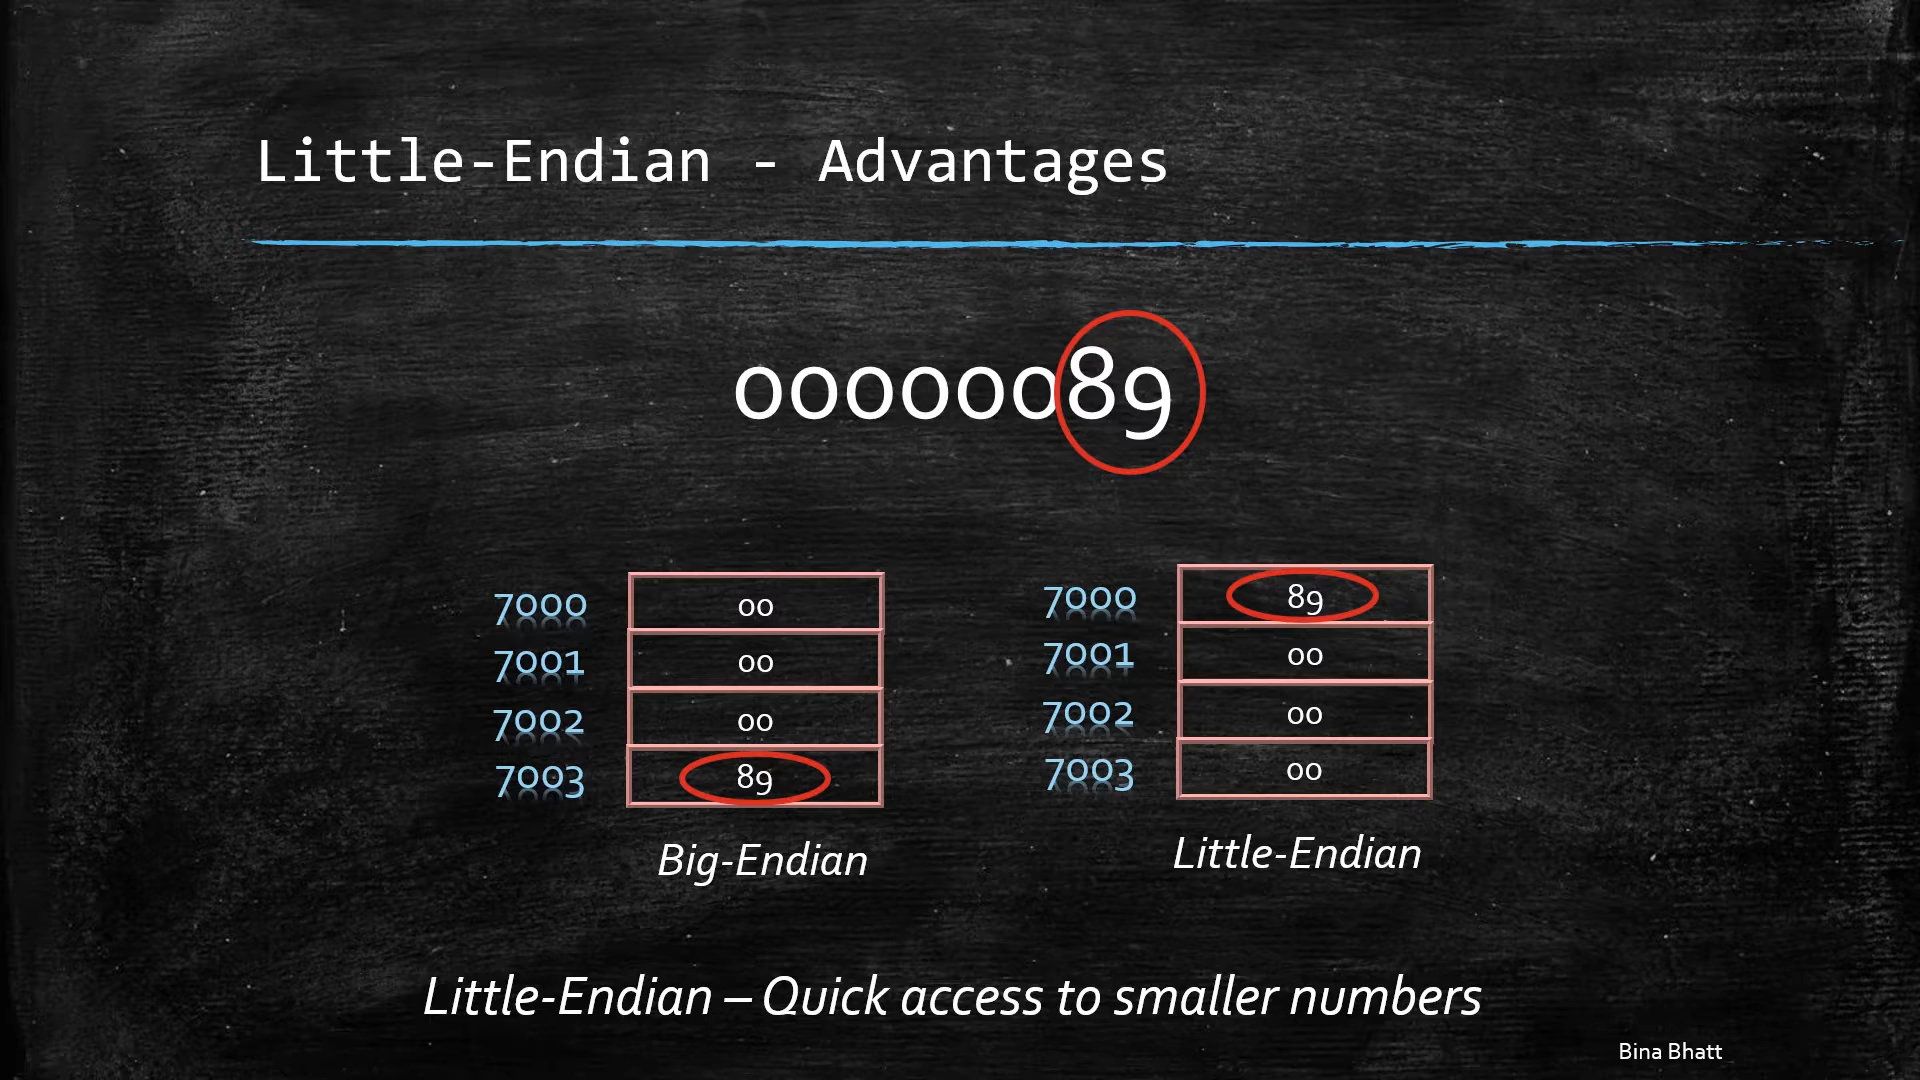 Little-Endian - Advantages
00000089
7000 00
7001 00
7002 00
7003 89
Big-Endian
7000 89
7001 00
7002 00
7003 00
Little-Endian
Little-Endian – Quick access to smaller numbers
Bina Bhatt